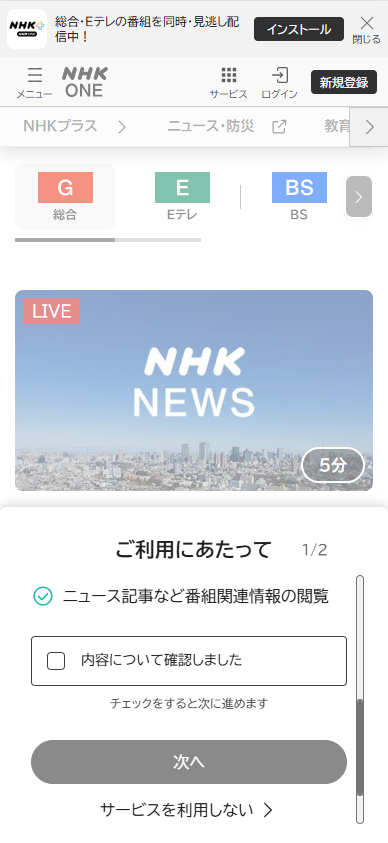 NHK
総合・Eテレの番組を同時・見逃し配
信中！
インストール
閉じる
メニュー
NHK
ONE
サービス
ログイン
新規登録
NHKプラス
ニュース・防災
教育
G
総合
E
Eテレ
BS
BS
LIVE
NHK
NEWS
5分
ご利用にあたって
1/2
ニュース記事など番組関連情報の閲覧
内容について確認しました
チェックをすると次に進めます
次へ
サービスを利用しない